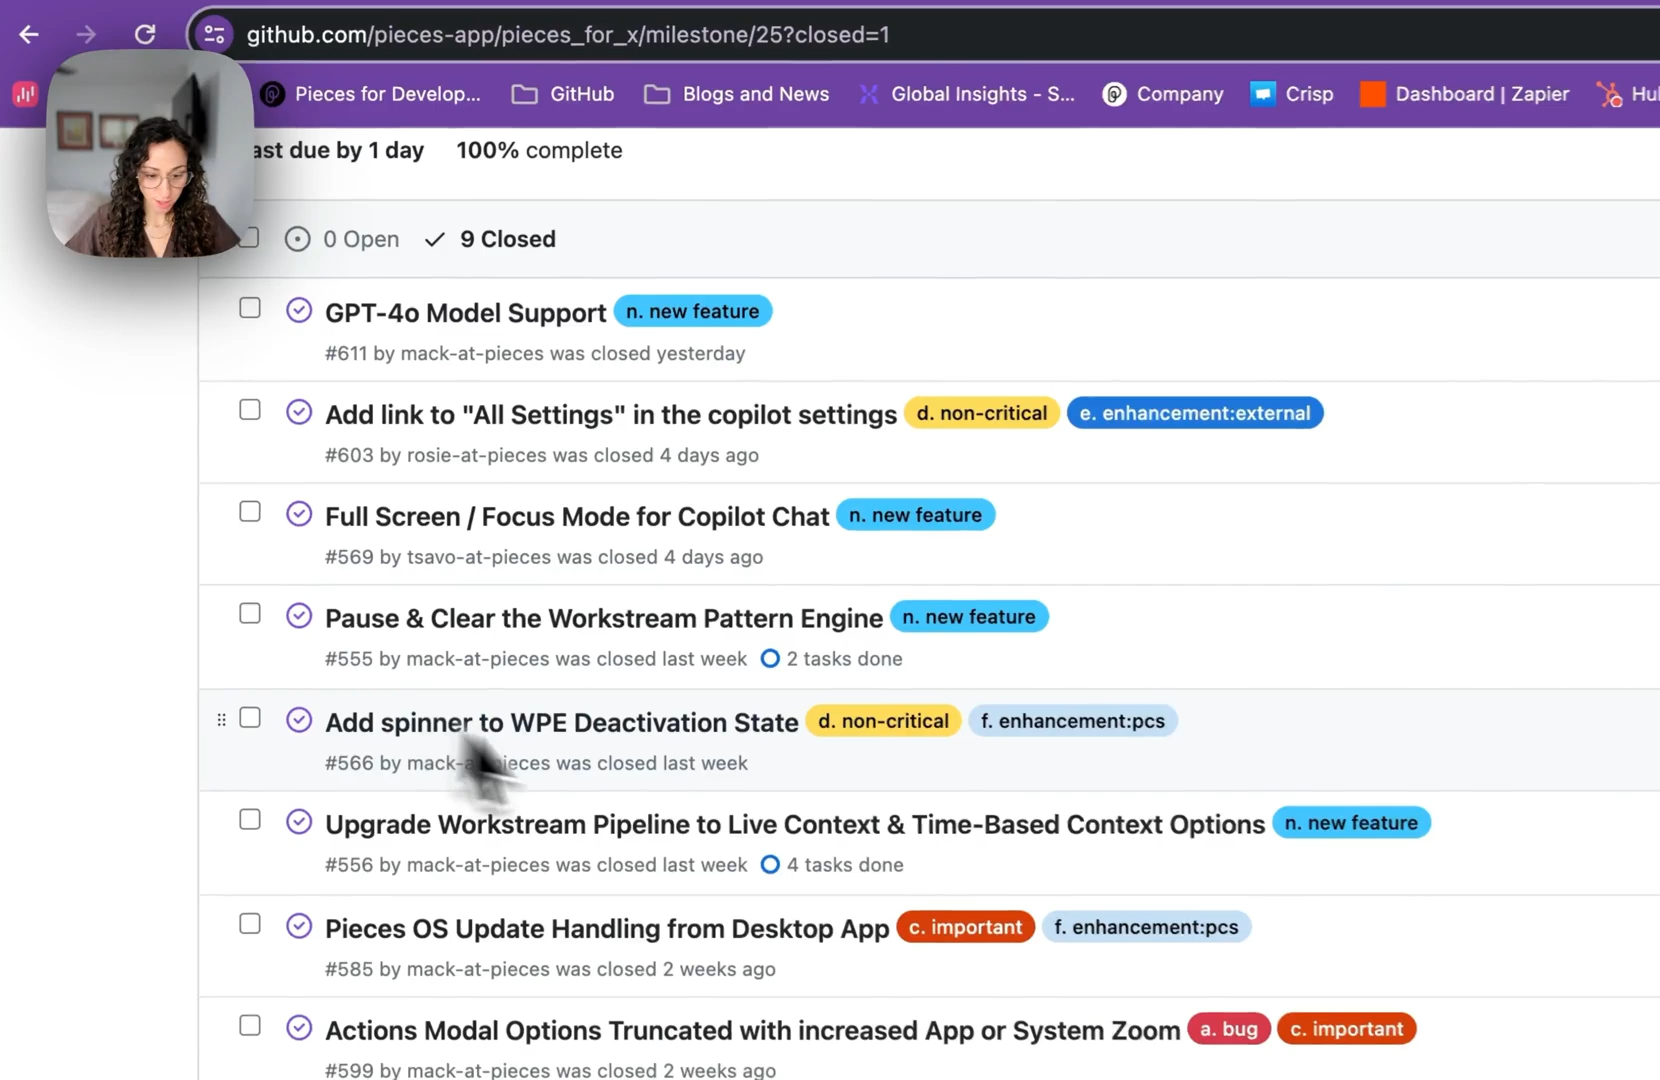 github.com/pieces-app/pieces_for_x/milestone/25?closed=1
Pieces for Develop... GitHub Blogs and News Global Insights - S... Company Crisp Dashboard | Zapier
ast due by 1 day 100% complete
0 Open 9 Closed
GPT-4o Model Support n. new feature
#611 by mack-at-pieces was closed yesterday
Add link to "All Settings" in the copilot settings d. non-critical e. enhancement:external
#603 by rosie-at-pieces was closed 4 days ago
Full Screen / Focus Mode for Copilot Chat n. new feature
#569 by tsavo-at-pieces was closed 4 days ago
Pause & Clear the Workstream Pattern Engine n. new feature
#555 by mack-at-pieces was closed last week 2 tasks done
Add spinner to WPE Deactivation State d. non-critical f. enhancement:pcs
#566 by mack-at-pieces was closed last week
Upgrade Workstream Pipeline to Live Context & Time-Based Context Options n. new feature
#556 by mack-at-pieces was closed last week 4 tasks done
Pieces OS Update Handling from Desktop App c. important f. enhancement:pcs
#585 by mack-at-pieces was closed 2 weeks ago
Actions Modal Options Truncated with increased App or System Zoom a. bug c. important
#599 by mack-at-pieces was closed 2 weeks ago